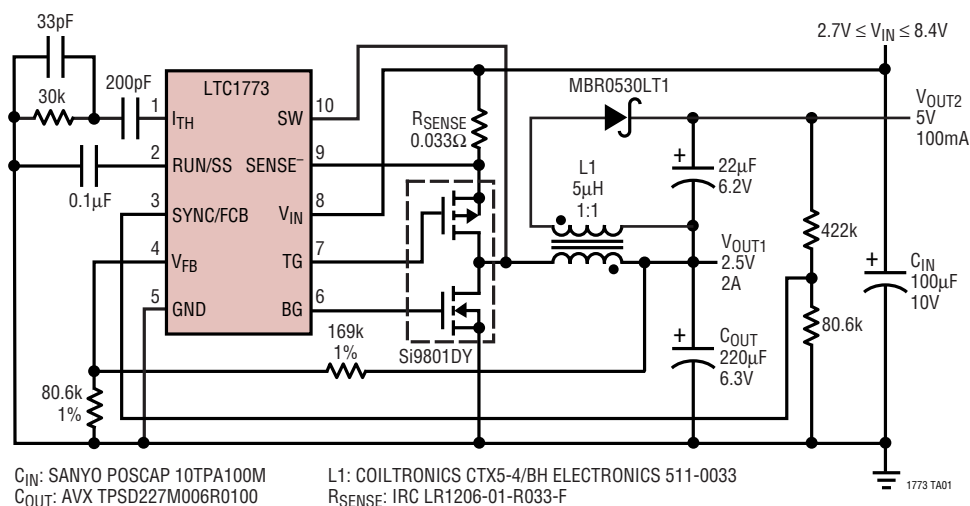 33pF
2.7V ≤ VIN ≤ 8.4V
30k
200pF
LTC1773
MBR0530LT1
VOUT2
5V
100mA
1
ITH
SW
10
RSENSE
0.033Ω
2
RUN/SS
SENSE–
9
0.1µF
L1
5µH
1:1
+
22µF
6.2V
3
SYNC/FCB
VIN
8
422k
4
VFB
TG
7
VOUT1
2.5V
2A
+
CIN
100µF
10V
5
GND
BG
6
169k
1%
Si9801DY
+
COUT
220µF
6.3V
80.6k
80.6k
1%
CIN: SANYO POSCAP 10TPA100M
COUT: AVX TPSD227M006R0100
L1: COILTRONICS CTX5-4/BH ELECTRONICS 511-0033
RSENSE: IRC LR1206-01-R033-F
1773 TA01